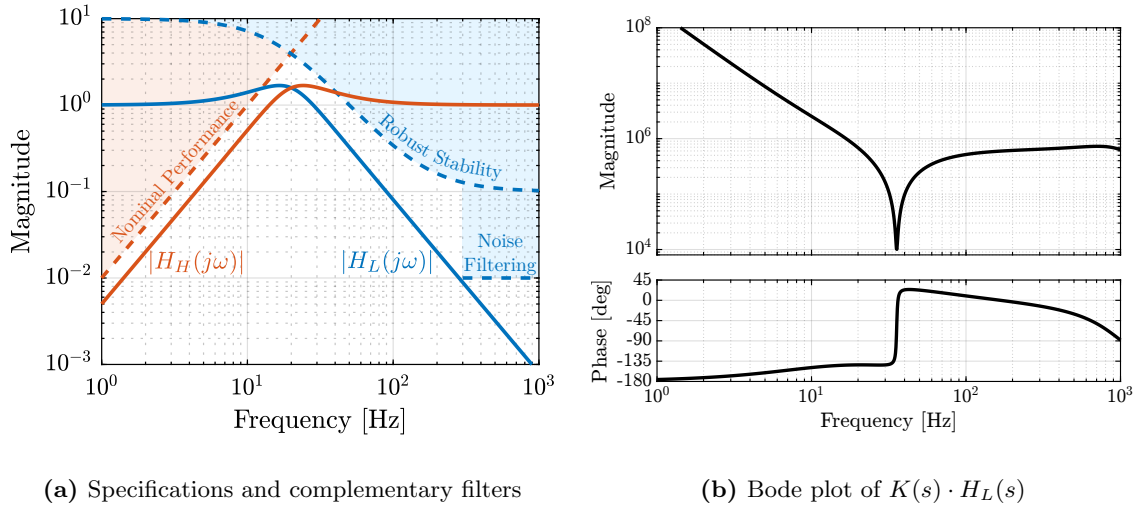 10^1
10^0
10^{-1}
10^{-2}
10^{-3}
Magnitude
Nominal Performance
Robust Stability
Noise
Filtering
|H_H(jω)|
|H_L(jω)|
10^0
10^1
10^2
10^3
Frequency [Hz]
(a) Specifications and complementary filters
10^8
10^6
10^4
Magnitude
45
0
-45
-90
-135
-180
Phase [deg]
10^0
10^1
10^2
10^3
Frequency [Hz]
(b) Bode plot of K(s) · H_L(s)